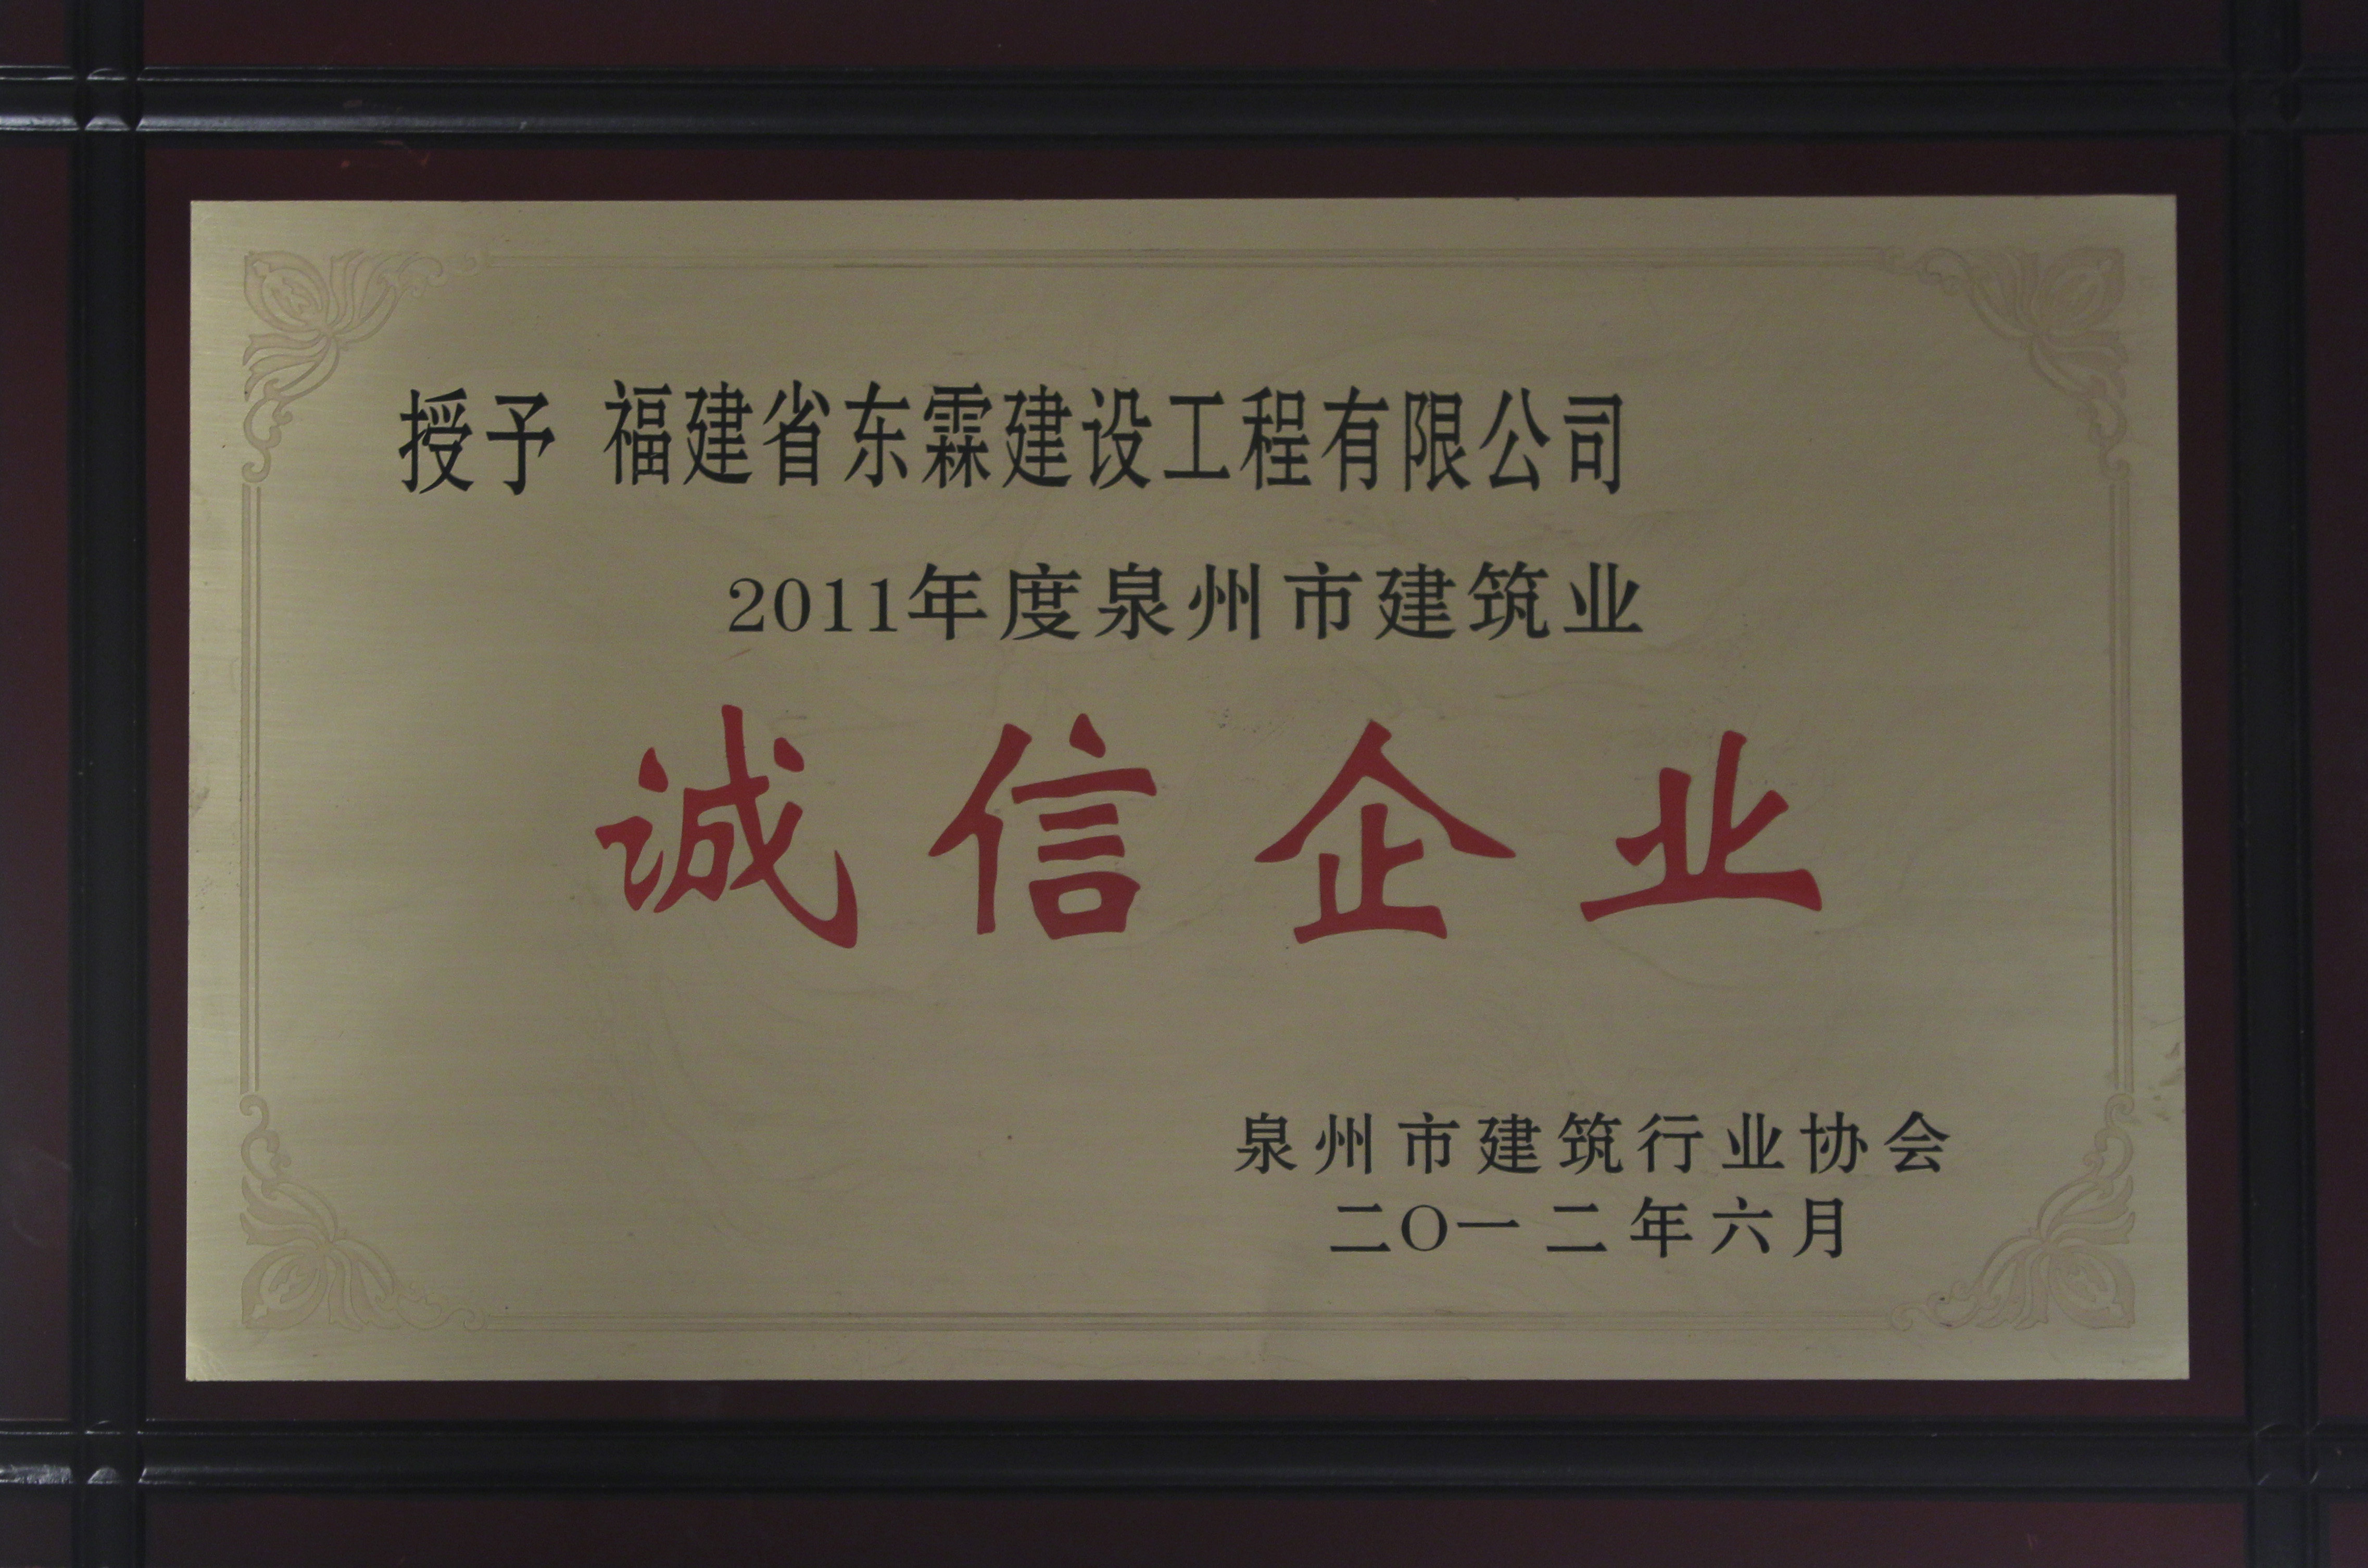 授予 福建省东霖建设工程有限公司
2011年度泉州市建筑业
诚信企业
泉州市建筑行业协会
二〇一二年六月